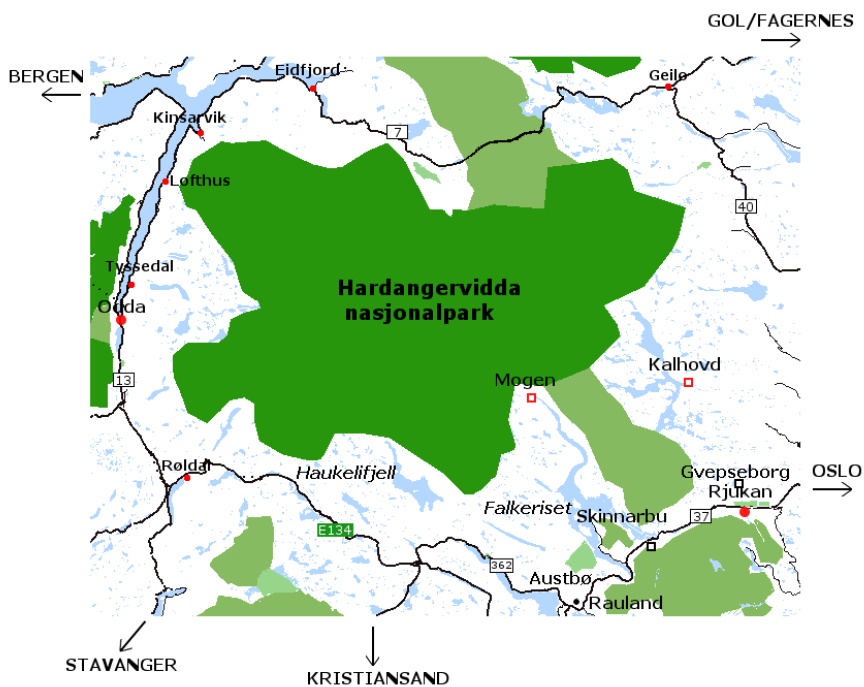 GOL/FAGERNES
BERGEN
Eidfjord
Geilo
Kinsarvik
7
Lofthus
40
Tyssedal
Hardangervidda
nasjonalpark
Odda
Kalhovd
Mogen
13
Røldal
Haukelifjell
Gvepseborg
OSLO
Rjukan
Falkeriset
Skinnarbu
37
E134
362
Austbø
Rauland
STAVANGER
KRISTIANSAND